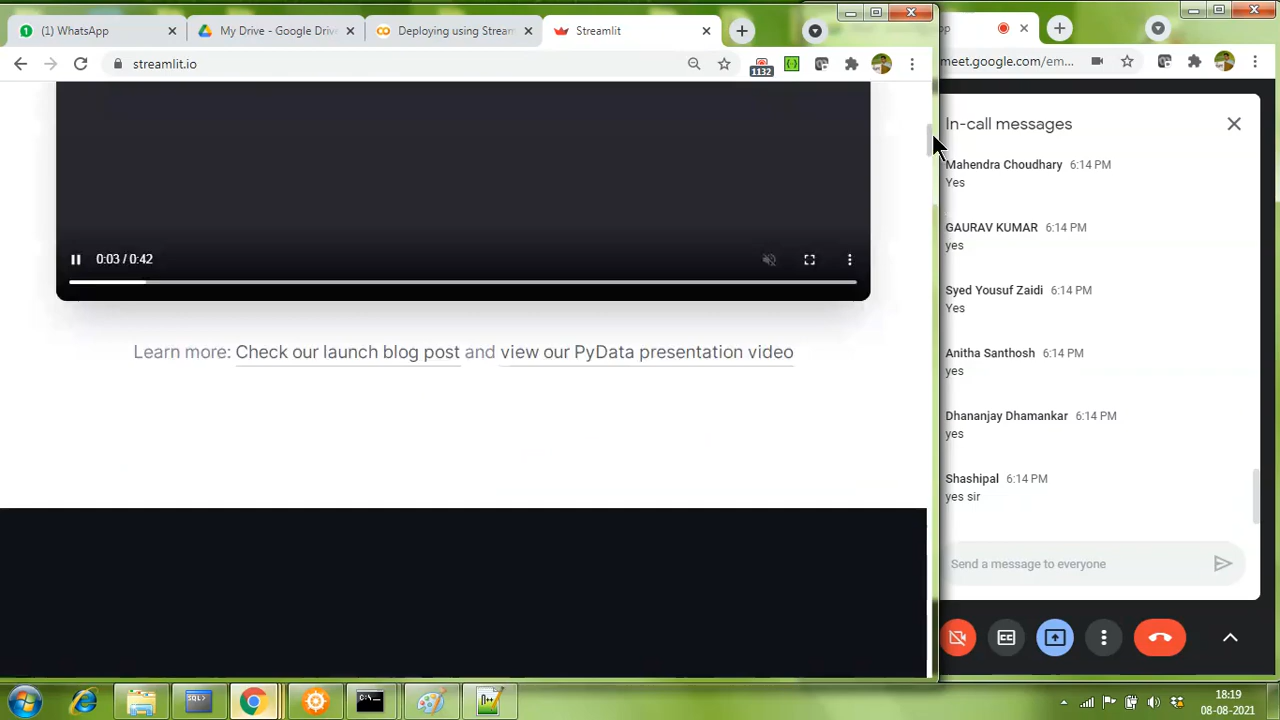 (1) WhatsApp
My Drive - Google Driv
Deploying using Stream
Streamlit
streamlit.io
1132
0:03 / 0:42
Learn more: Check our launch blog post and view our PyData presentation video
meet.google.com/em...
In-call messages
Mahendra Choudhary 6:14 PM
Yes
GAURAV KUMAR 6:14 PM
yes
Syed Yousuf Zaidi 6:14 PM
Yes
Anitha Santhosh 6:14 PM
yes
Dhananjay Dhamankar 6:14 PM
yes
Shashipal 6:14 PM
yes sir
Send a message to everyone
18:19
08-08-2021